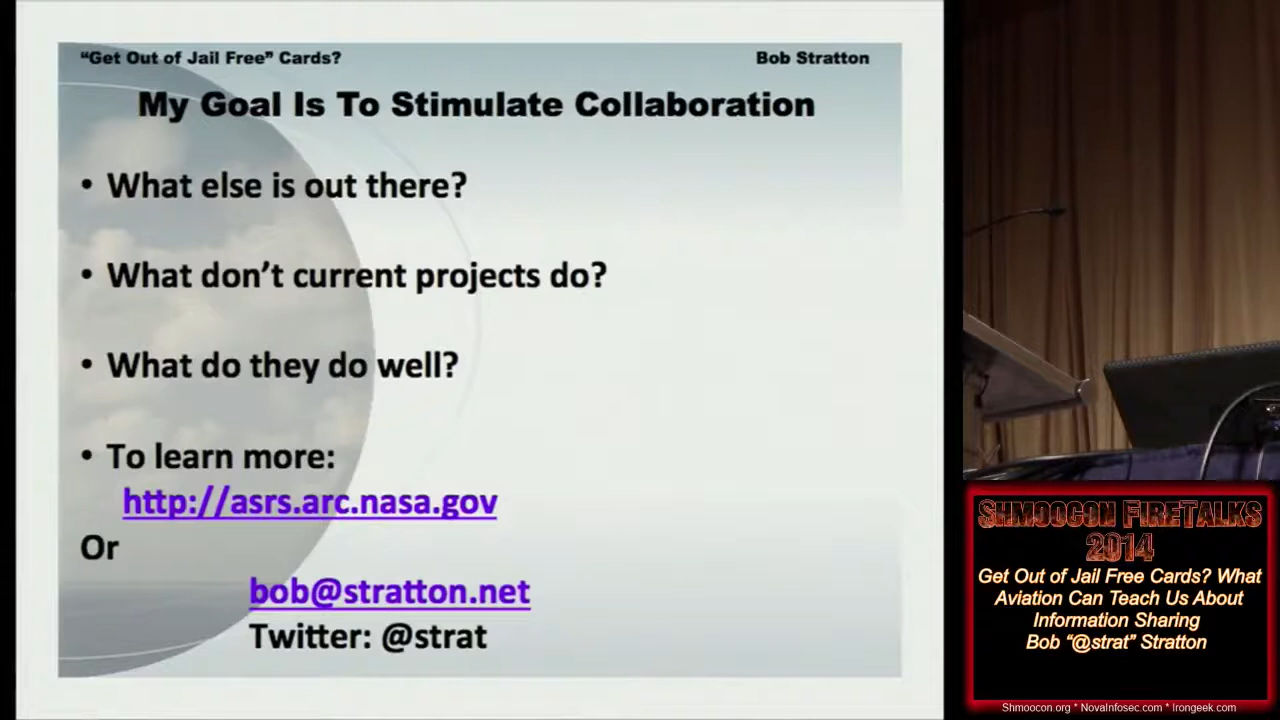 “Get Out of Jail Free” Cards?
Bob Stratton
My Goal Is To Stimulate Collaboration
• What else is out there?
• What don’t current projects do?
• What do they do well?
• To learn more:
http://asrs.arc.nasa.gov
Or
bob@stratton.net
Twitter: @strat
Shmoocon FireTalks
2014
Get Out of Jail Free Cards? What
Aviation Can Teach Us About
Information Sharing
Bob “@strat” Stratton
Shmoocon.org * NovaInfosec.com * Irongeek.com